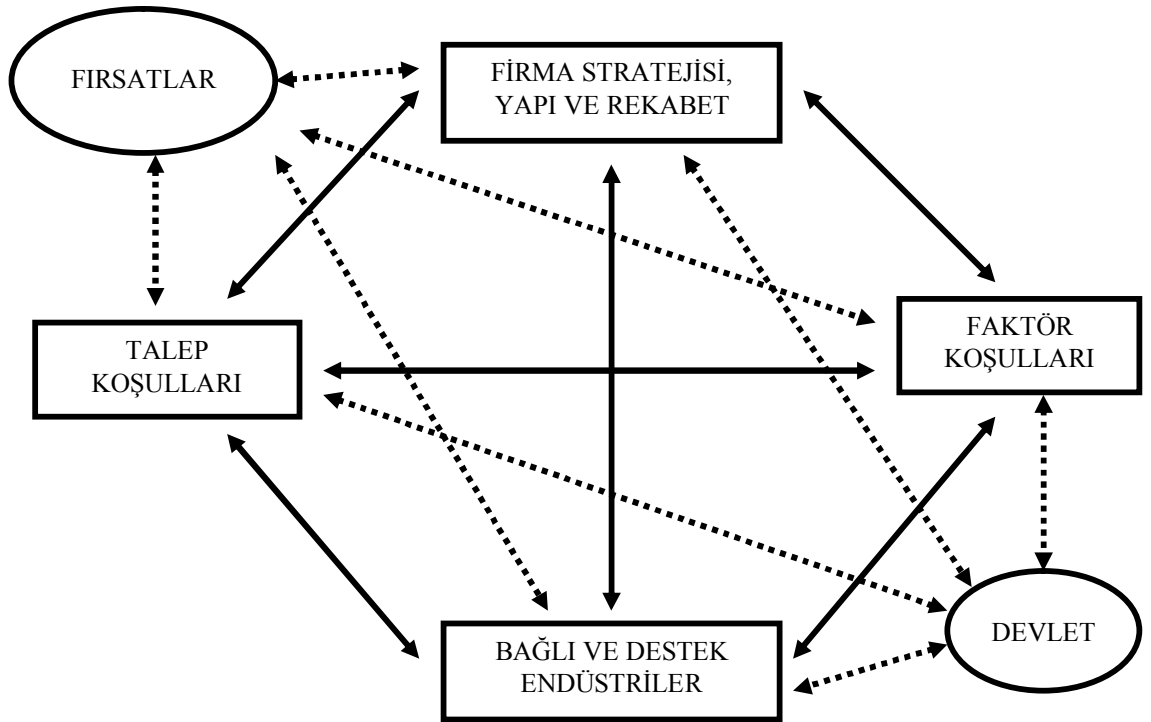 FIRSATLAR
FİRMA STRATEJİSİ,
YAPI VE REKABET
TALEP
KOŞULLARI
FAKTÖR
KOŞULLARI
BAĞLI VE DESTEK
ENDÜSTRİLER
DEVLET